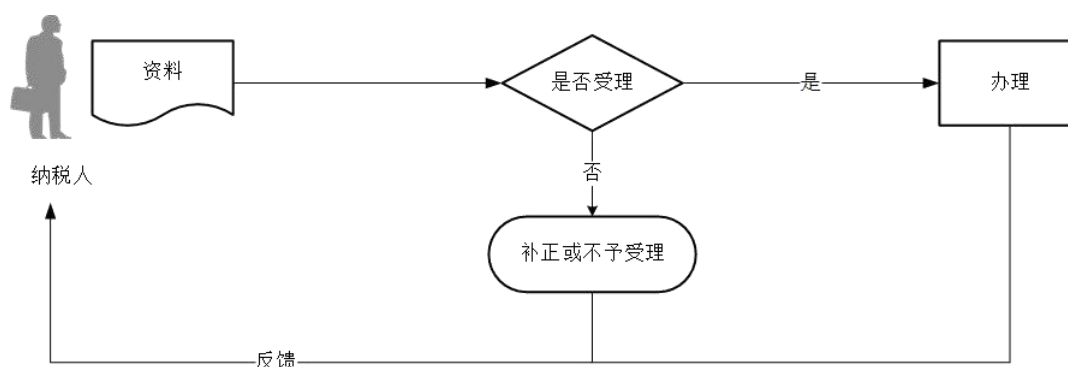 资料
是否受理
是
办理
纳税人
否
补正或不予受理
反馈